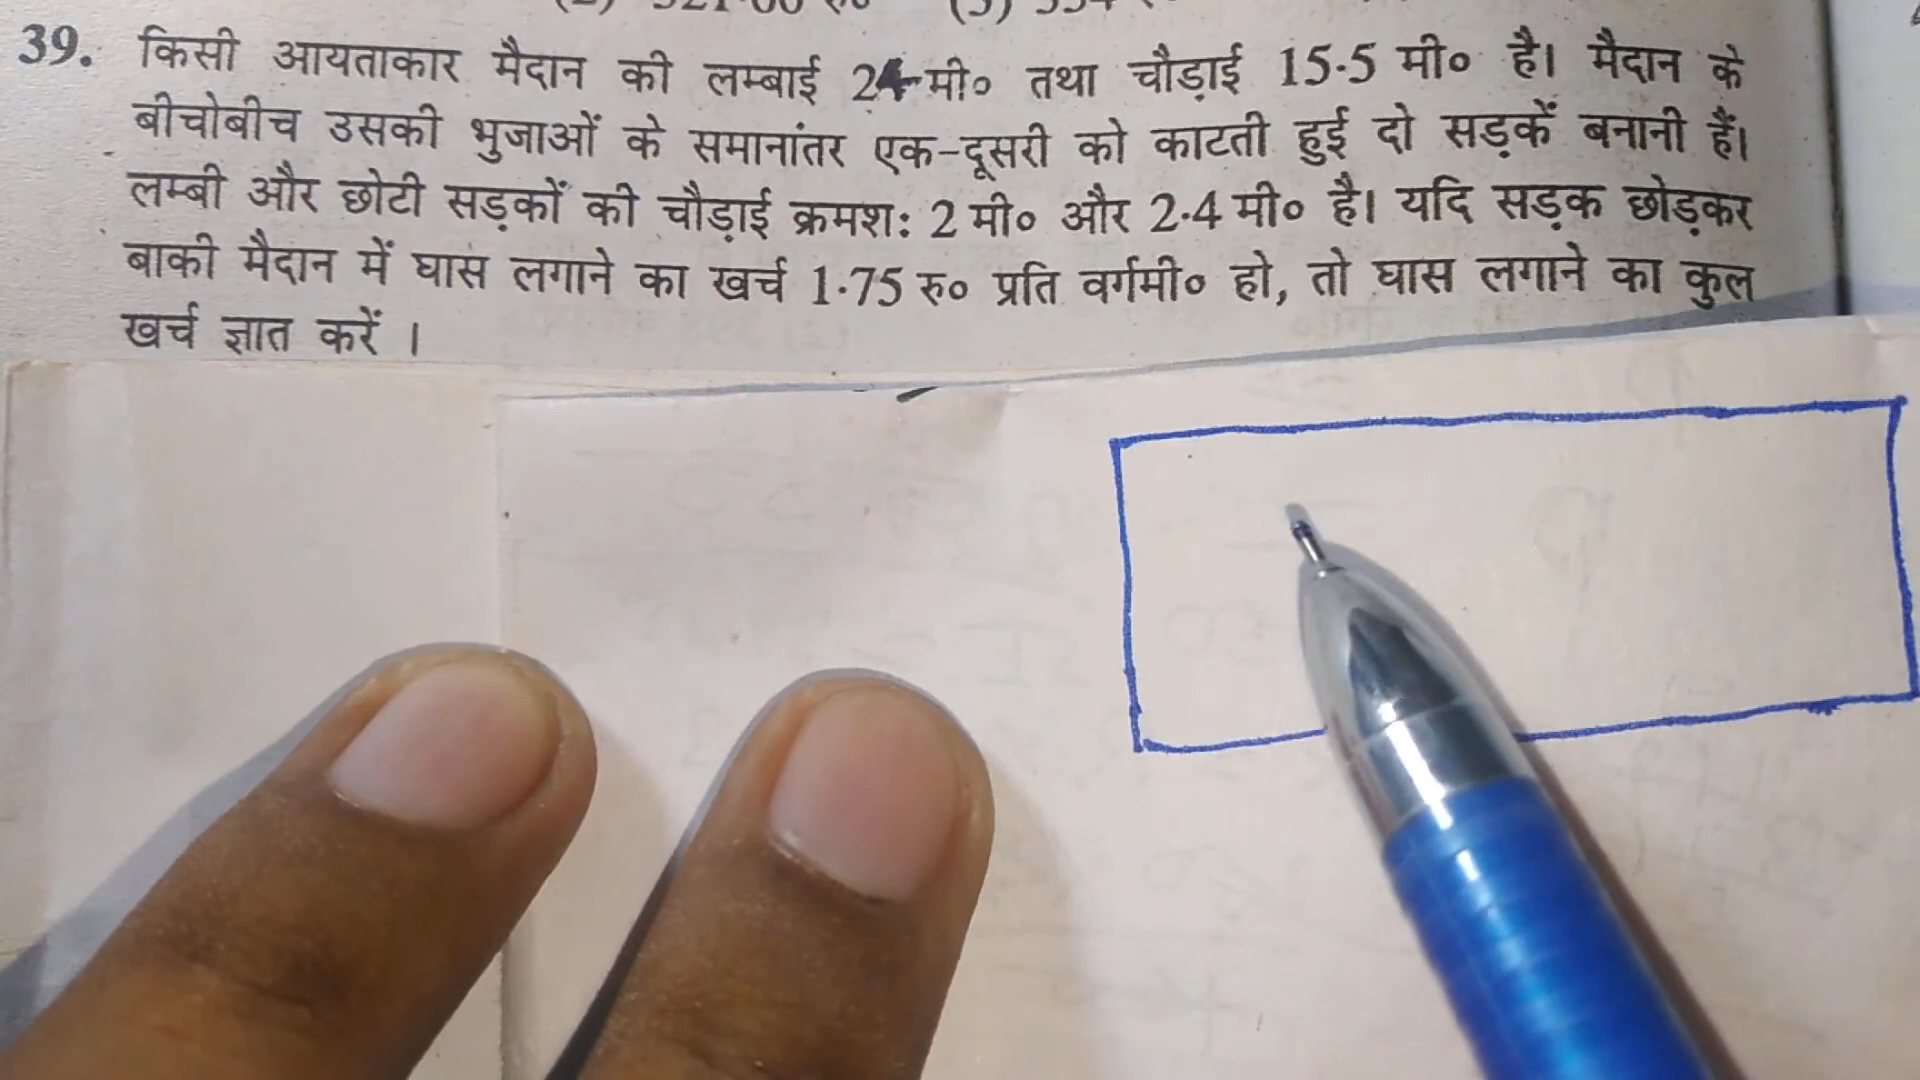 39. किसी आयताकार मैदान की लम्बाई 24 मी० तथा चौड़ाई 15·5 मी० है। मैदान के
बीचोबीच उसकी भुजाओं के समानांतर एक-दूसरी को काटती हुई दो सड़कें बनानी हैं।
लम्बी और छोटी सड़कों की चौड़ाई क्रमश: 2 मी० और 2·4 मी० है। यदि सड़क छोड़कर
बाकी मैदान में घास लगाने का खर्च 1·75 रु० प्रति वर्गमी० हो, तो घास लगाने का कुल
खर्च ज्ञात करें ।